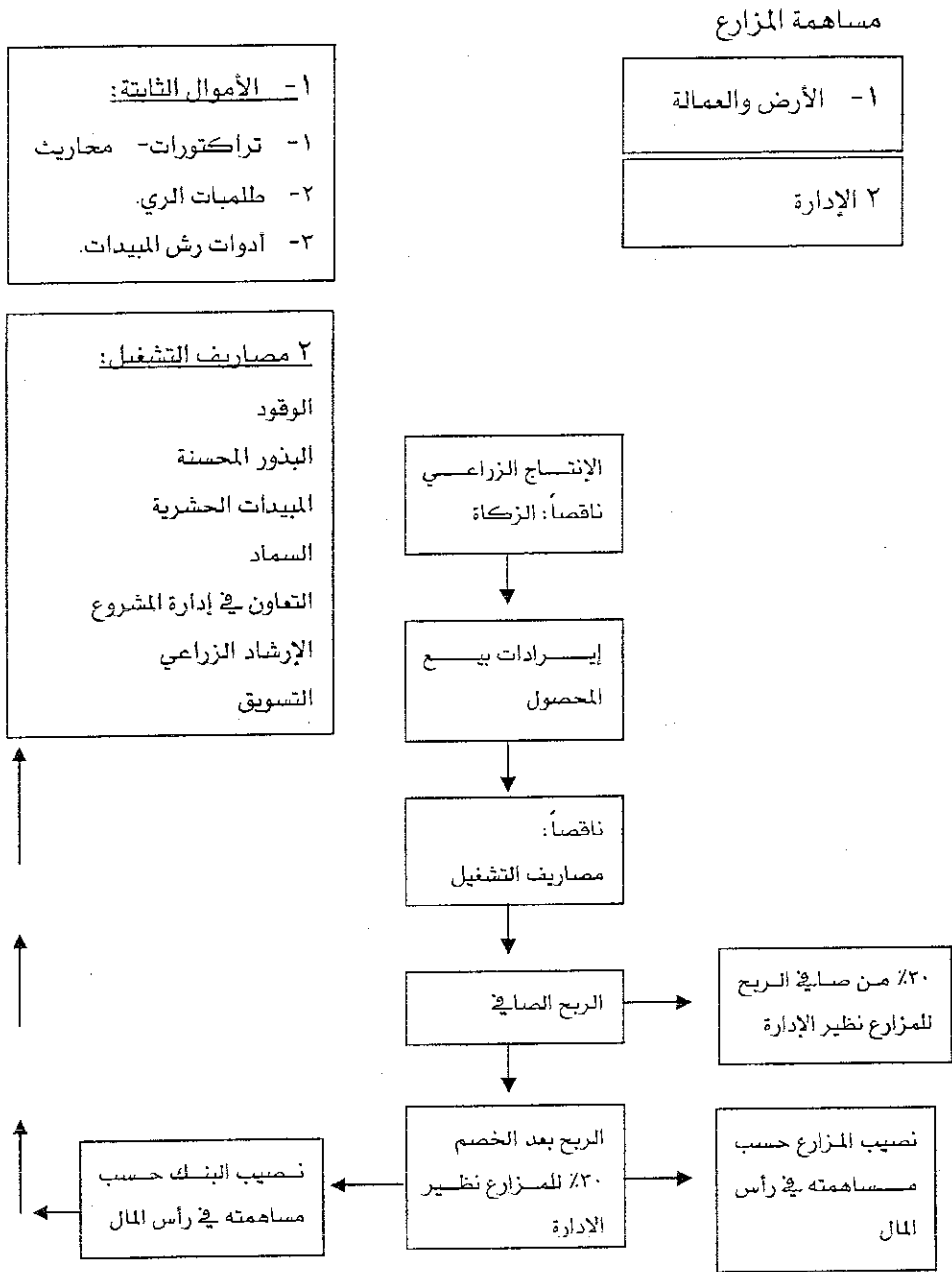 مساهمة المزارع
١- الأرض والعمالة
٢ الإدارة
١- الأموال الثابتة:
١- تراكتورات- محاريث
٢- طلمبات الري.
٣- أدوات رش المبيدات.
٢ مصاريف التشغيل:
الوقود
البذور المحسنة
المبيدات الحشرية
السماد
التعاون في إدارة المشروع
الإرشاد الزراعي
التسويق
الإنتاج الزراعي
ناقصاً: الزكاة
إيرادات بيع
المحصول
ناقصاً:
مصاريف التشغيل
الربح الصافي
٣٠٪ من صافي الربح
للمزارع نظير الإدارة
الربح بعد الخصم
٣٠٪ للمزارع نظير
الادارة
نصيب المزارع حسب
مساهمته في رأس
المال
نصيب البنك حسب
مساهمته في رأس المال